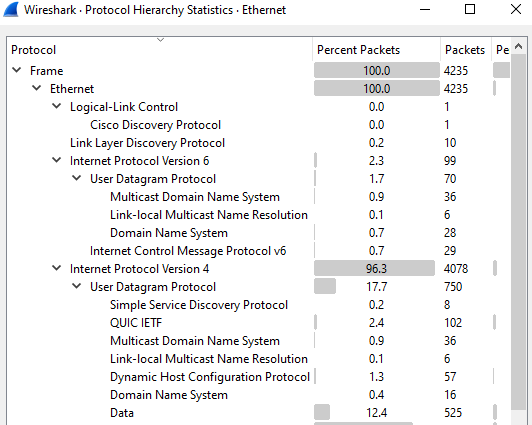 Wireshark · Protocol Hierarchy Statistics · Ethernet
Protocol Percent Packets Packets Pe
Frame 100.0 4235
Ethernet 100.0 4235
Logical-Link Control 0.0 1
Cisco Discovery Protocol 0.0 1
Link Layer Discovery Protocol 0.2 10
Internet Protocol Version 6 2.3 99
User Datagram Protocol 1.7 70
Multicast Domain Name System 0.9 36
Link-local Multicast Name Resolution 0.1 6
Domain Name System 0.7 28
Internet Control Message Protocol v6 0.7 29
Internet Protocol Version 4 96.3 4078
User Datagram Protocol 17.7 750
Simple Service Discovery Protocol 0.2 8
QUIC IETF 2.4 102
Multicast Domain Name System 0.9 36
Link-local Multicast Name Resolution 0.1 6
Dynamic Host Configuration Protocol 1.3 57
Domain Name System 0.4 16
Data 12.4 525